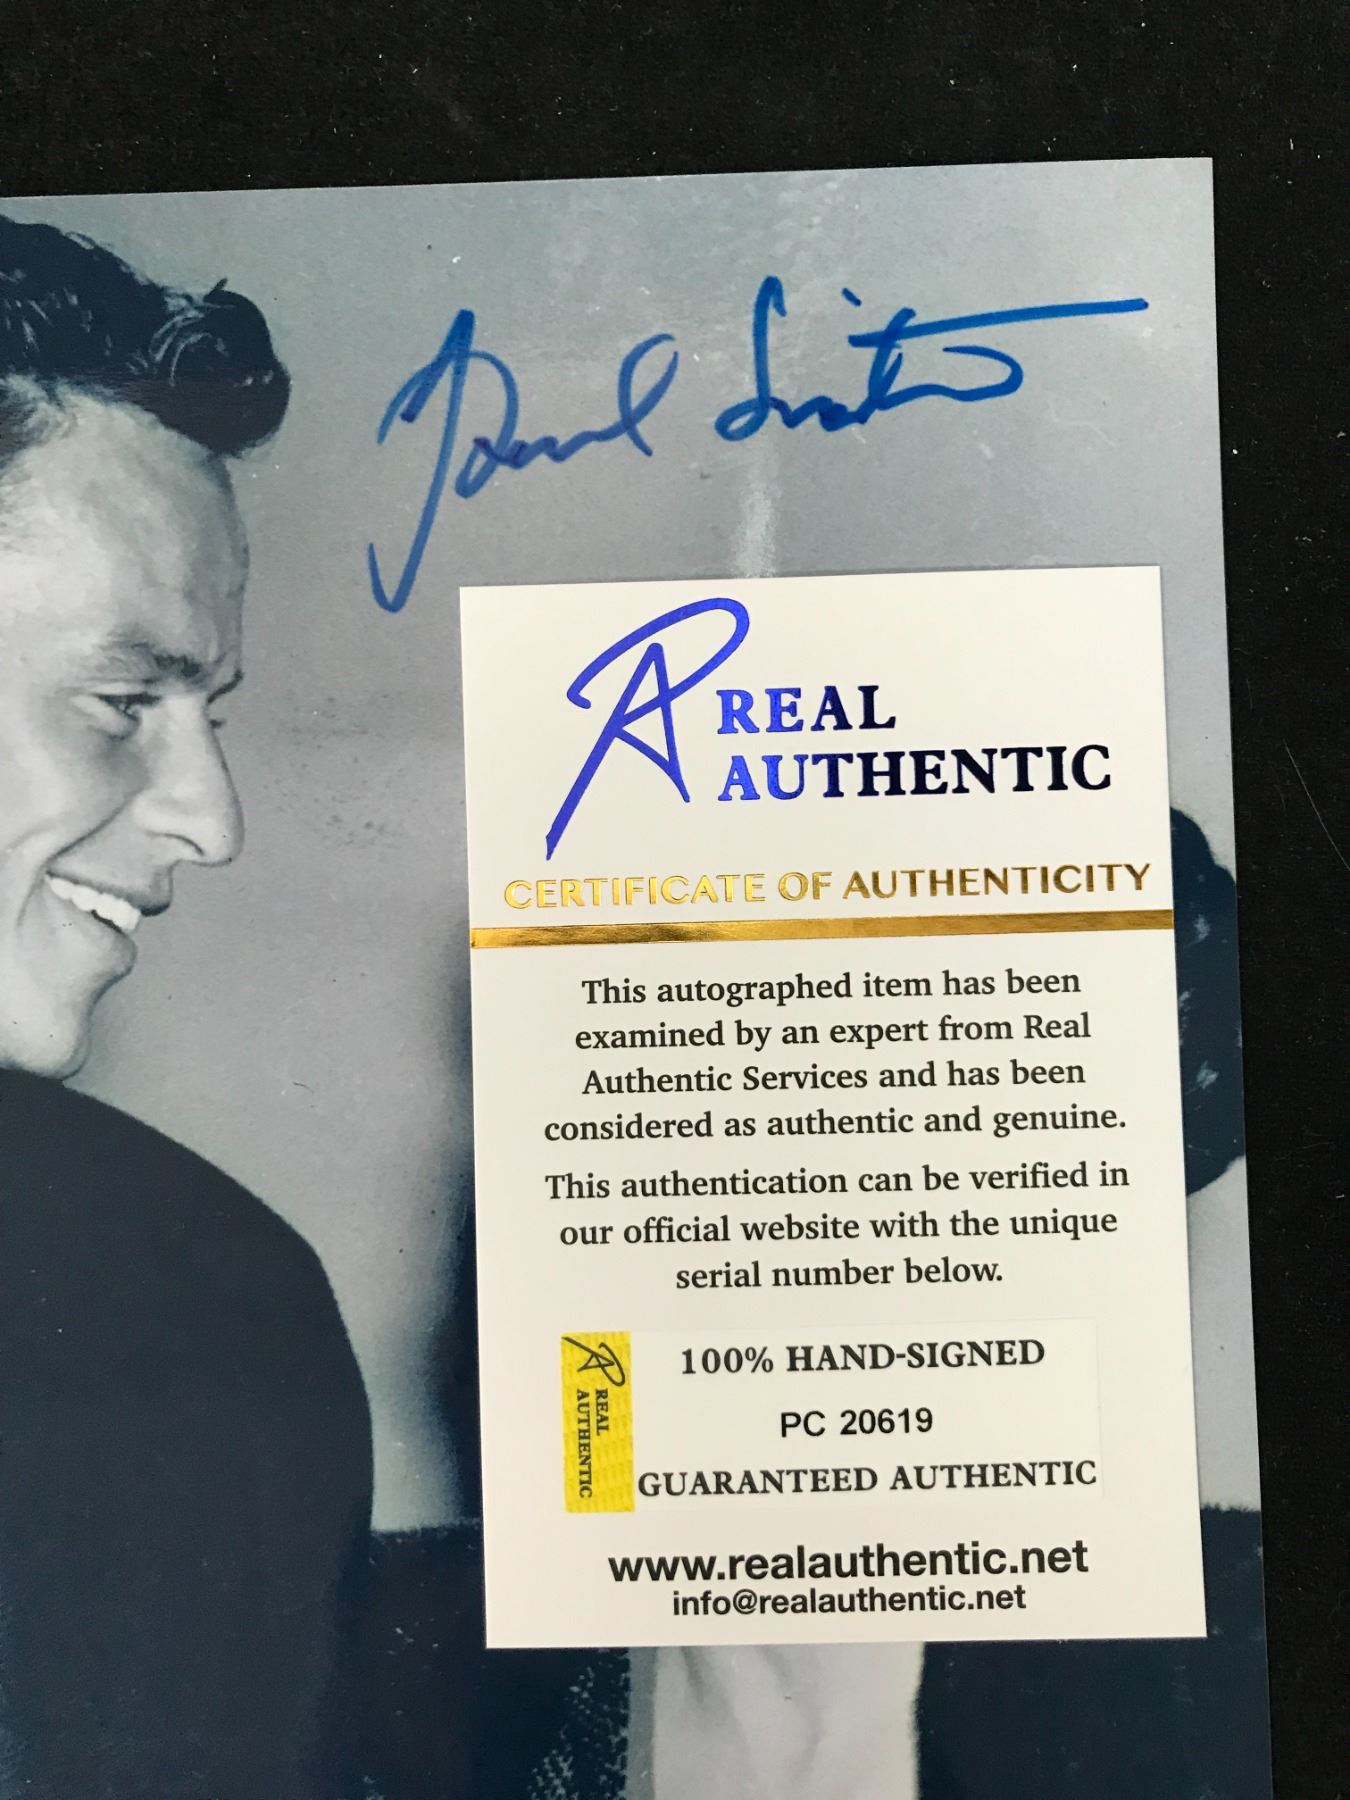 Frank Sinatra
REAL
AUTHENTIC
CERTIFICATE OF AUTHENTICITY
This autographed item has been
examined by an expert from Real
Authentic Services and has been
considered as authentic and genuine.
This authentication can be verified in
our official website with the unique
serial number below.
REAL
AUTHENTIC
100% HAND-SIGNED
PC 20619
GUARANTEED AUTHENTIC
www.realauthentic.net
info@realauthentic.net